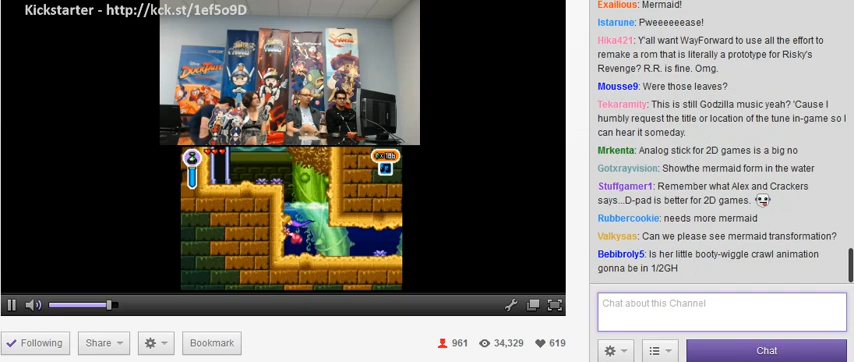 Kickstarter - http://kck.st/1ef5o9D
DUCKTALES
Following
Share
Bookmark
961
34,329
619
Exailious: Mermaid!
Istarune: Pweeeeeease!
Hika421: Y'all want WayForward to use all the effort to
remake a rom that is literally a prototype for Risky's
Revenge? R.R. is fine. Omg.
Mousse9: Were those leaves?
Tekaramity: This is still Godzilla music yeah? 'Cause I
humbly request the title or location of the tune in-game so I
can hear it someday.
Mrkenta: Analog stick for 2D games is a big no
Gotxrayvision: Showthe mermaid form in the water
Stuffgamer1: Remember what Alex and Crackers
says...D-pad is better for 2D games.
Rubbercookie: needs more mermaid
Valkysas: Can we please see mermaid transformation?
Bebibroly5: Is her little booty-wiggle crawl animation
gonna be in 1/2GH
Chat about this Channel
Chat